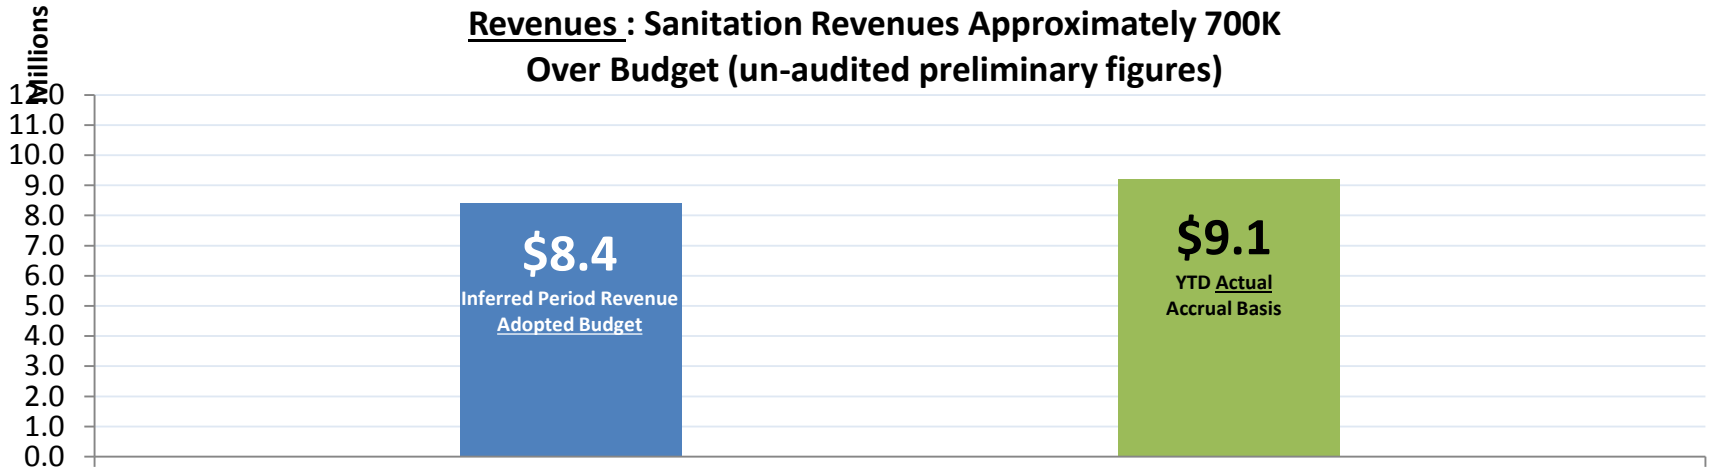 Revenues : Sanitation Revenues Approximately 700K
Over Budget (un-audited preliminary figures)
Millions
12.0
11.0
10.0
9.0
8.0
7.0
6.0
5.0
4.0
3.0
2.0
1.0
0.0
$8.4
Inferred Period Revenue
Adopted Budget
$9.1
YTD Actual
Accrual Basis